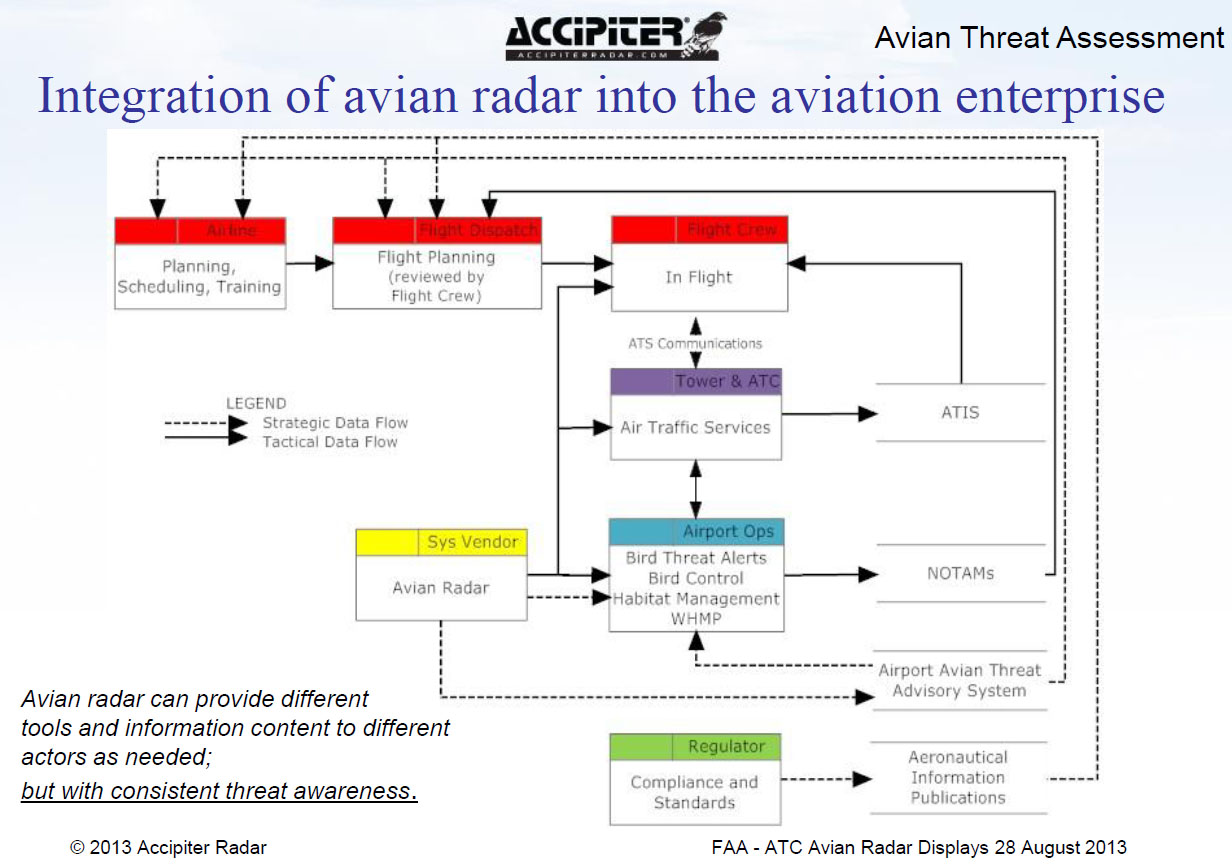 ACCIPITER®
ACCIPITERRADAR.COM
Avian Threat Assessment
Integration of avian radar into the aviation enterprise
Airline
Planning,
Scheduling, Training
Flight Dispatch
Flight Planning
(reviewed by
Flight Crew)
Flight Crew
In Flight
ATS Communications
Tower & ATC
Air Traffic Services
ATIS
LEGEND
Strategic Data Flow
Tactical Data Flow
Sys Vendor
Avian Radar
Airport Ops
Bird Threat Alerts
Bird Control
Habitat Management
WHMP
NOTAMs
Airport Avian Threat
Advisory System
Regulator
Compliance and
Standards
Aeronautical
Information
Publications
Avian radar can provide different
tools and information content to different
actors as needed;
but with consistent threat awareness.
© 2013 Accipiter Radar
FAA - ATC Avian Radar Displays 28 August 2013